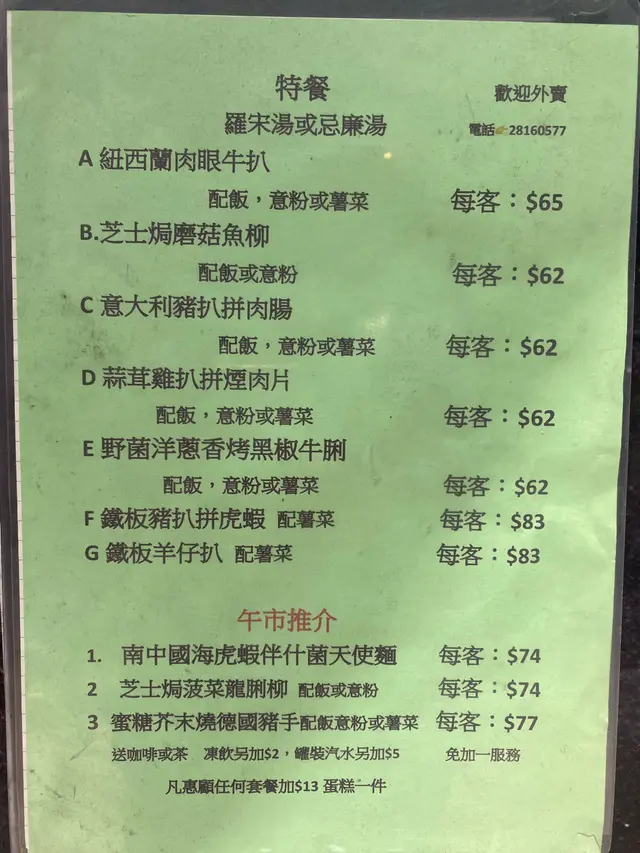 特餐
歡迎外賣
羅宋湯或忌廉湯
電話👉28160577
A 紐西蘭肉眼牛扒
配飯，意粉或薯菜 每客：$65
B.芝士焗磨菇魚柳
配飯或意粉 每客：$62
C 意大利豬扒拼肉腸
配飯，意粉或薯菜 每客：$62
D 蒜茸雞扒拼煙肉片
配飯，意粉或薯菜 每客：$62
E 野菌洋蔥香烤黑椒牛脷
配飯，意粉或薯菜 每客：$62
F 鐵板豬扒拼虎蝦 配薯菜 每客：$83
G 鐵板羊仔扒 配薯菜 每客：$83
午市推介
1. 南中國海虎蝦伴什菌天使麵 每客：$74
2 芝士焗菠菜龍脷柳 配飯或意粉 每客：$74
3 蜜糖芥末燒德國豬手配飯意粉或薯菜 每客：$77
送咖啡或茶 凍飲另加$2，罐裝汽水另加$5 免加一服務
凡惠顧任何套餐加$13 蛋糕一件